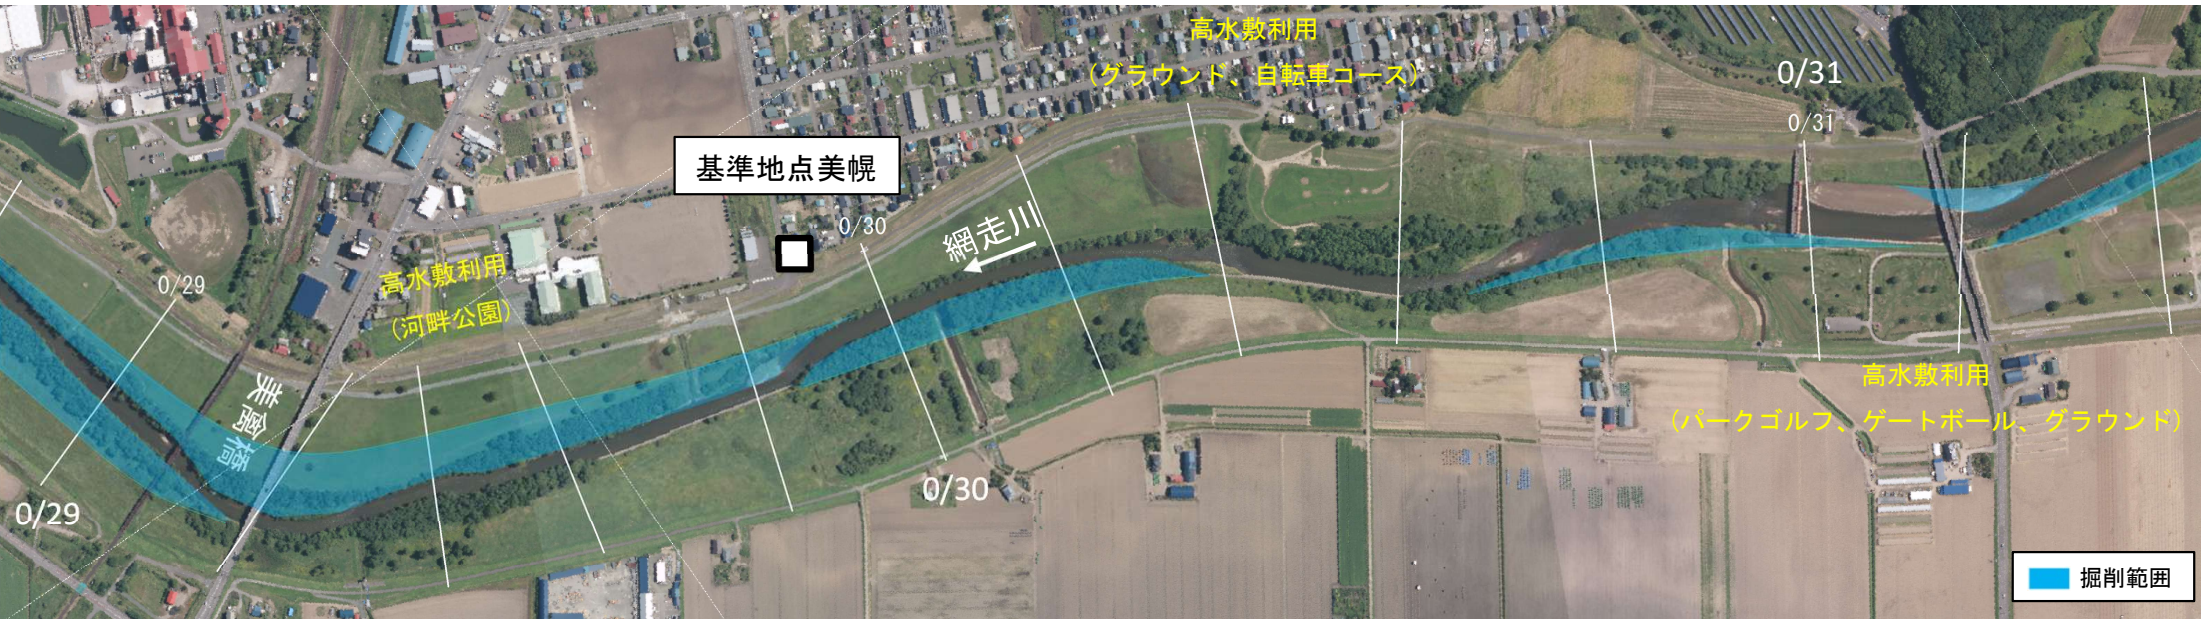 高水敷利用
(グラウンド、自転車コース)
0/31
0/31
基準地点美幌
0/30
網走川
高水敷利用
(河畔公園)
0/29
美禽橋
高水敷利用
(パークゴルフ、ゲートボール、グラウンド)
0/30
0/29
掘削範囲